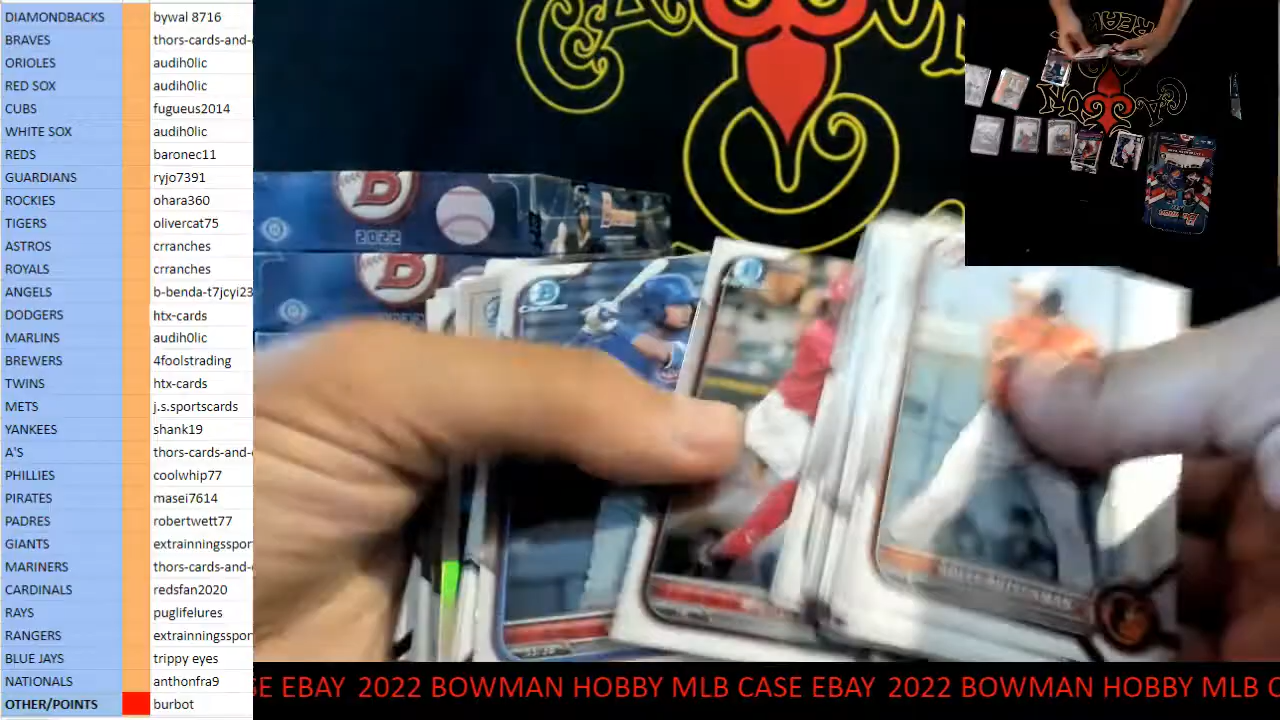 DIAMONDBACKS bywal 8716
BRAVES thors-cards-and-
ORIOLES audih0lic
RED SOX audih0lic
CUBS fugueus2014
WHITE SOX audih0lic
REDS baronec11
GUARDIANS ryjo7391
ROCKIES ohara360
TIGERS olivercat75
ASTROS crranches
ROYALS crranches
ANGELS b-benda-t7jcyi23
DODGERS htx-cards
MARLINS audih0lic
BREWERS 4foolstrading
TWINS htx-cards
METS j.s.sportscards
YANKEES shank19
A'S thors-cards-and-
PHILLIES coolwhip77
PIRATES masei7614
PADRES robertwett77
GIANTS extrainningsspor
MARINERS thors-cards-and-
CARDINALS redsfan2020
RAYS puglifelures
RANGERS extrainningsspor
BLUE JAYS trippy eyes
NATIONALS anthonfra9
OTHER/POINTS burbot
B
2022
B
SE EBAY 2022 BOWMAN HOBBY MLB CASE EBAY 2022 BOWMAN HOBBY MLB C